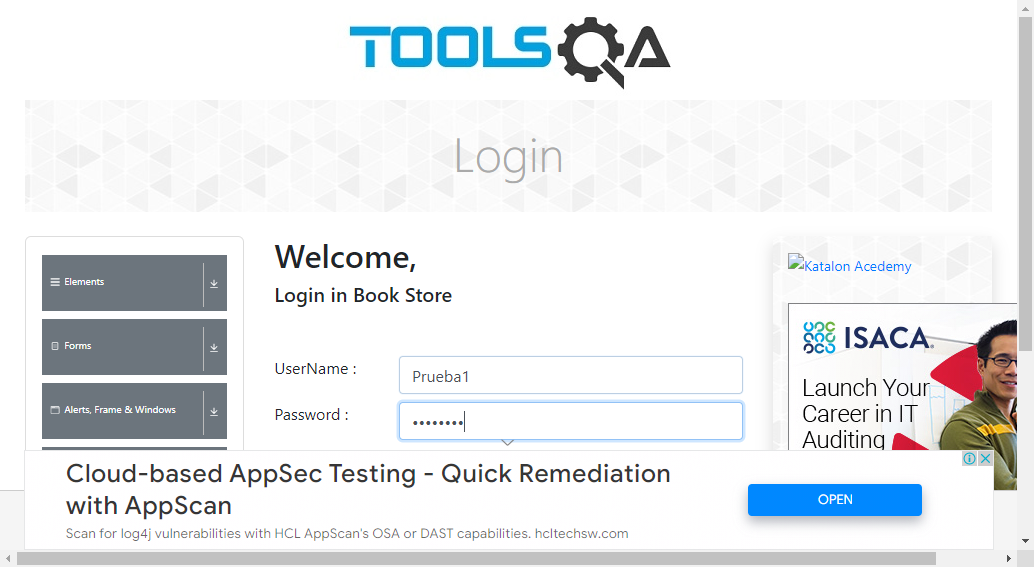 TOOLSQA
Login
Elements
Forms
Alerts, Frame & Windows
Welcome,
Login in Book Store
UserName :
Prueba1
Password :
••••••••
Katalon Acedemy
ISACA.
Launch Your
Career in IT
Auditing
Cloud-based AppSec Testing - Quick Remediation
with AppScan
Scan for log4j vulnerabilities with HCL AppScan's OSA or DAST capabilities. hcltechsw.com
OPEN